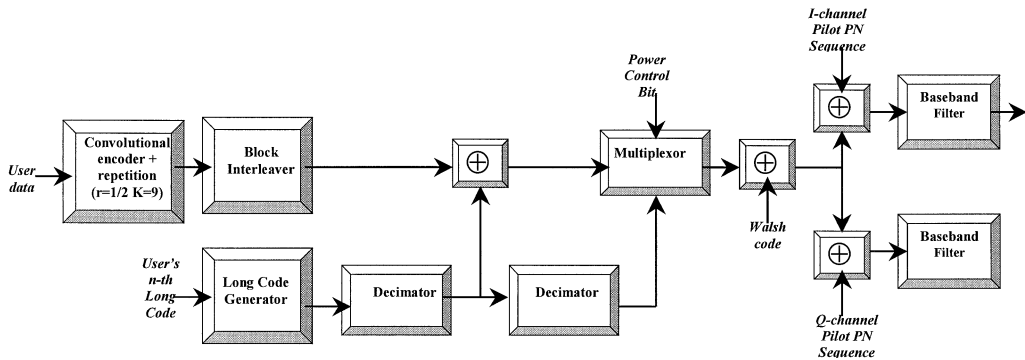 I-channel
Pilot PN
Sequence
Power
Control
Bit
Baseband
Filter
Convolutional
encoder +
repetition
(r=1/2 K=9)
Block
Interleaver
Multiplexor
User
data
Walsh
code
User's
n-th
Long
Code
Long Code
Generator
Decimator
Decimator
Baseband
Filter
Q-channel
Pilot PN
Sequence